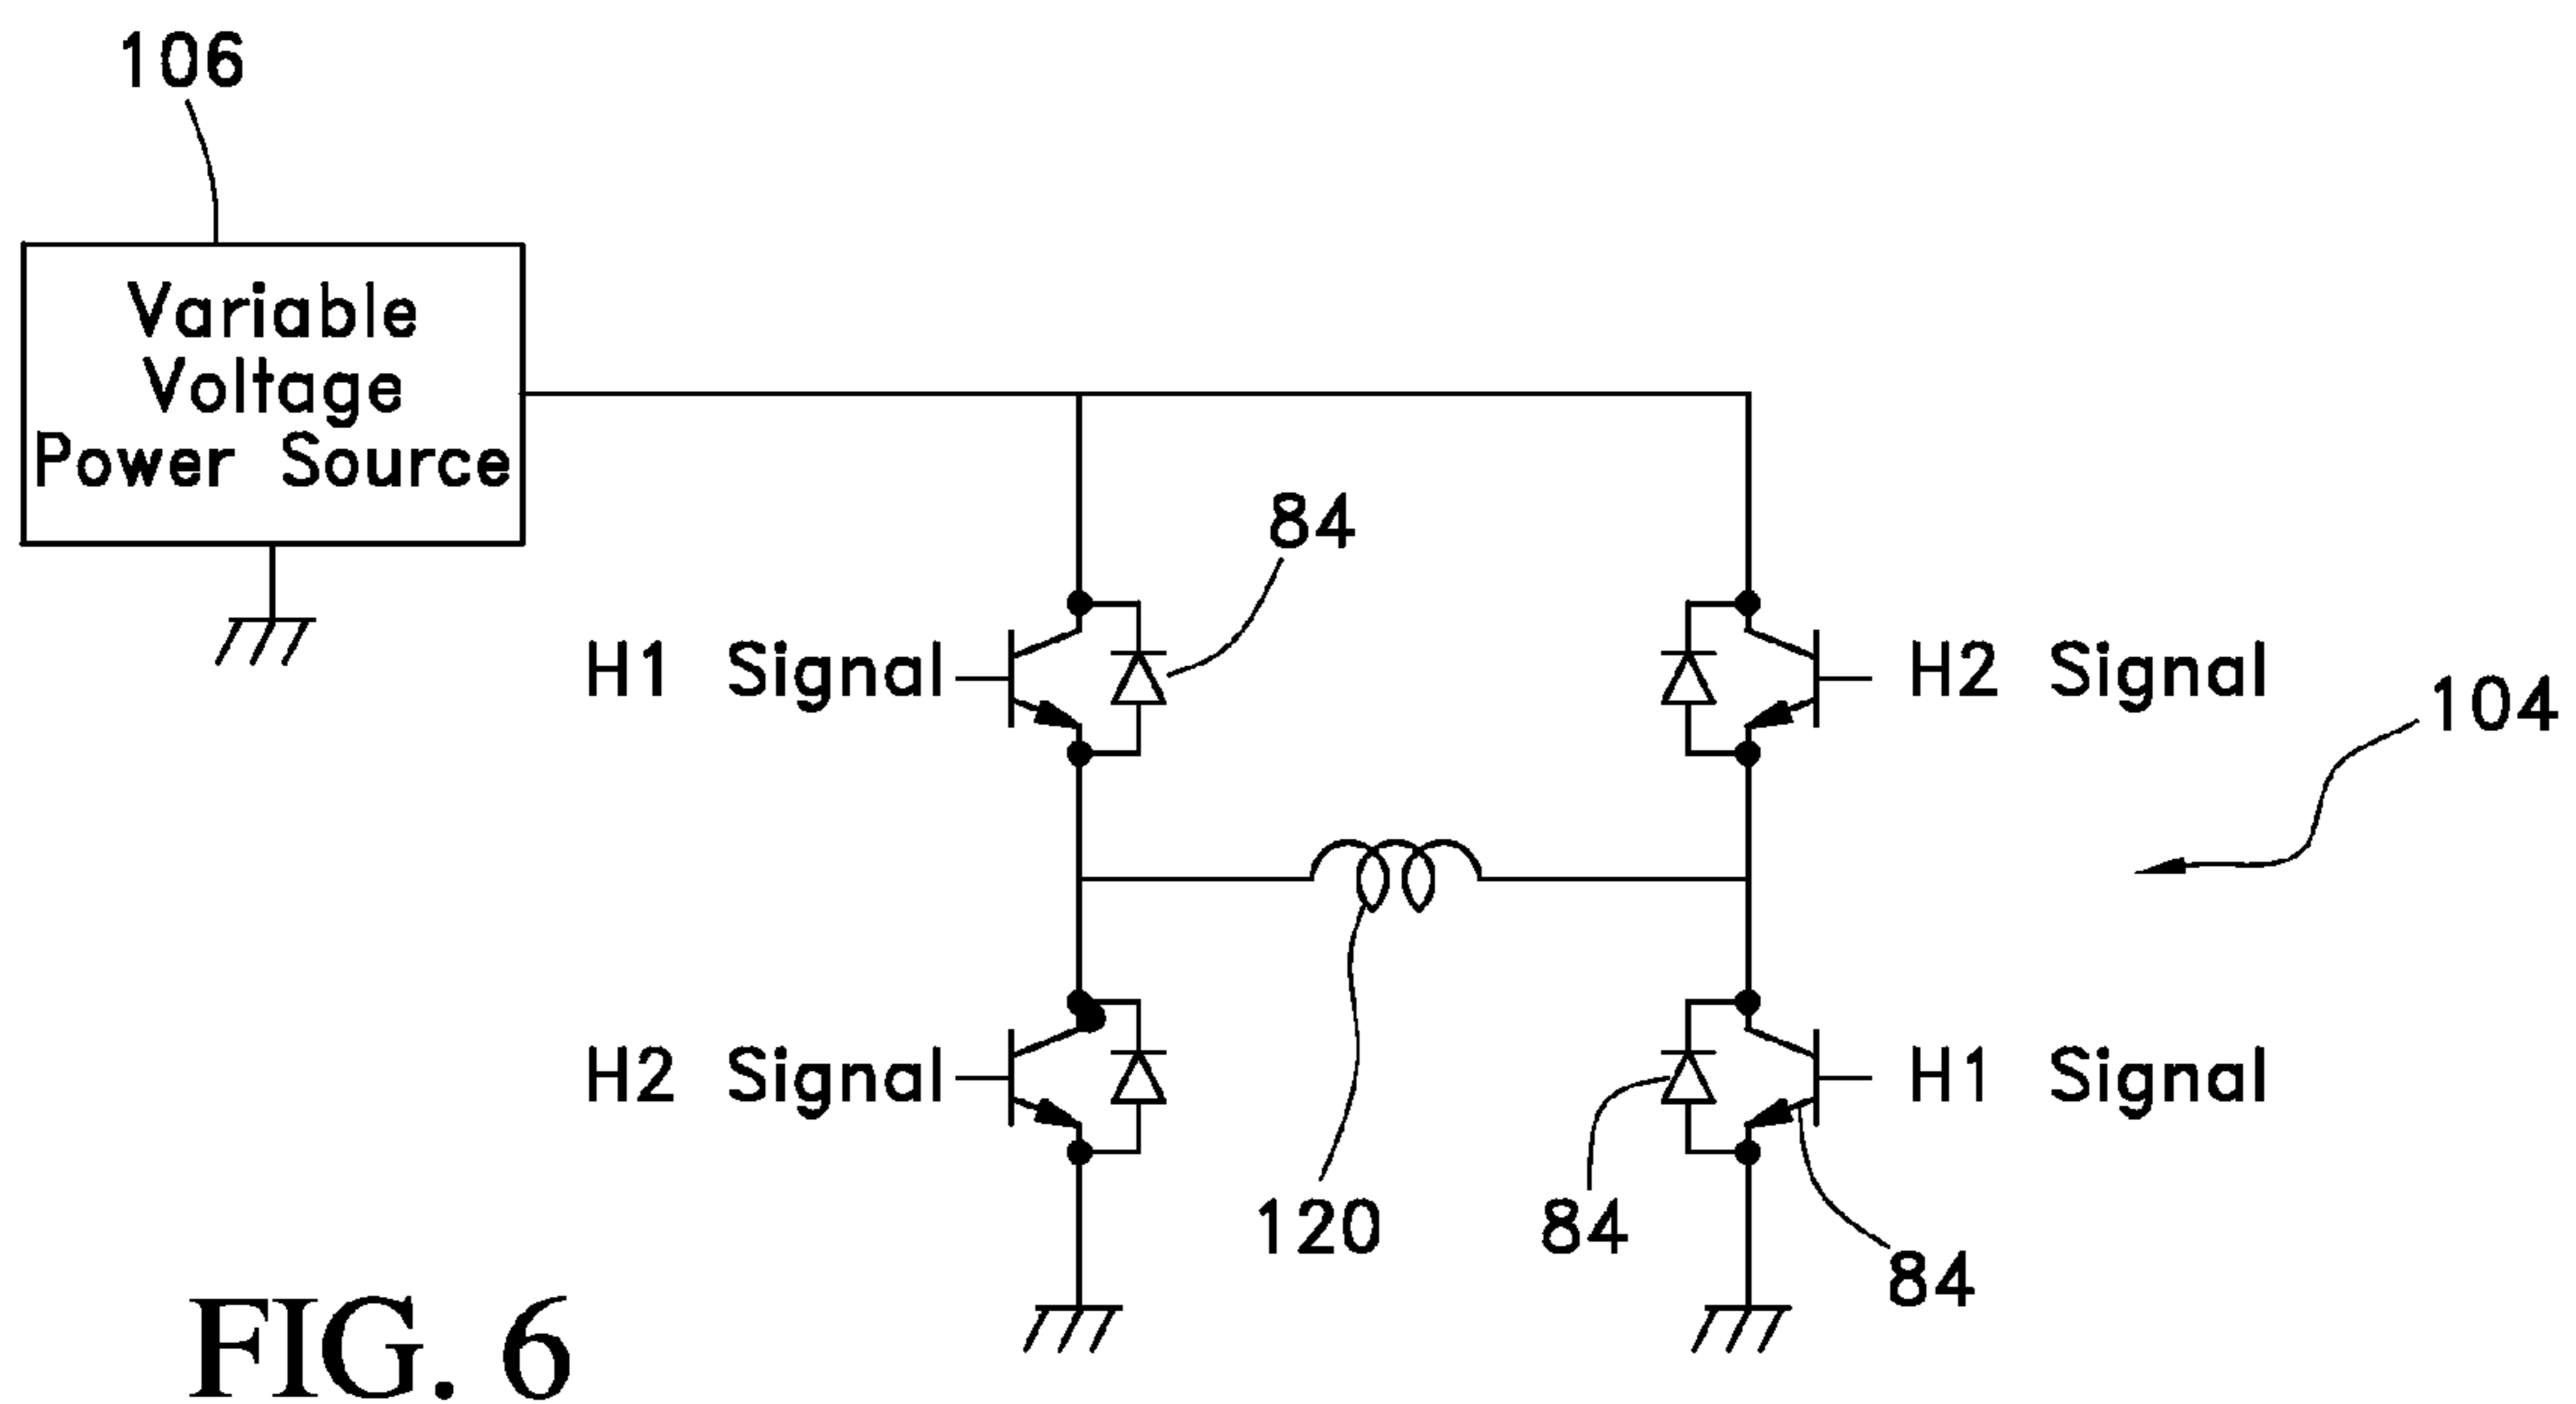 106
Variable
Voltage
Power Source
84
H1 Signal
H2 Signal
104
H2 Signal
H1 Signal
120
84
84
FIG. 6